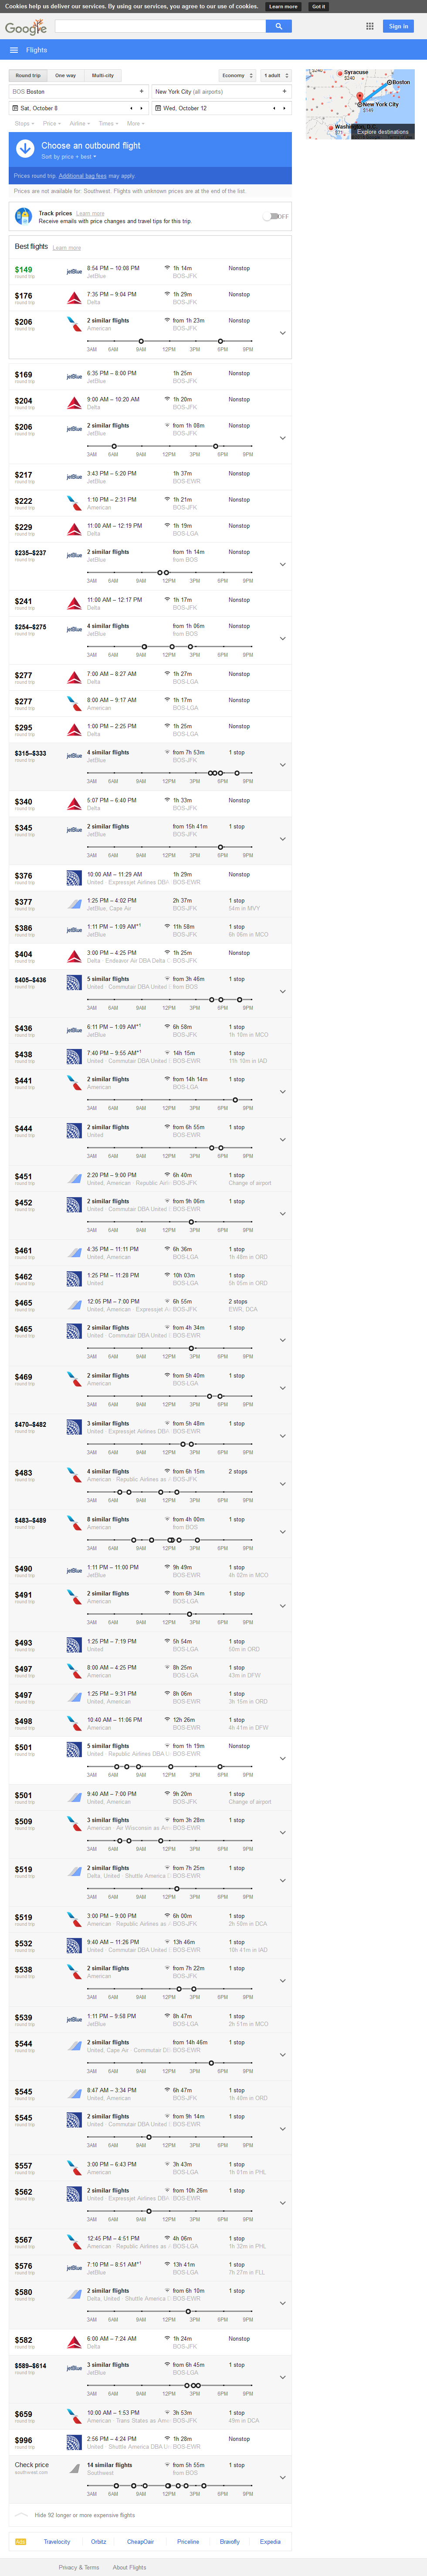 Cookies help us deliver our services. By using our services, you agree to our use of cookies. Learn more Got it
Google
Sign in
Flights
Round trip One way Multi-city Economy 1 adult
BOS Boston + New York City (all airports) +
Sat, October 8 Wed, October 12
Stops Price Airline Times More
Syracuse
$240
Boston
New York City
$149
Explore destinations
Choose an outbound flight
Sort by price + best
Prices round trip. Additional bag fees may apply.
Prices are not available for: Southwest. Flights with unknown prices are at the end of the list.
Track prices Learn more
Receive emails with price changes and travel tips for this trip.
OFF
Best flights Learn more
$149 jetBlue 8:54 PM – 10:08 PM 1h 14m Nonstop
round trip JetBlue BOS-JFK
$176 7:35 PM – 9:04 PM 1h 29m Nonstop
round trip Delta BOS-JFK
$206 2 similar flights from 1h 23m Nonstop
round trip American BOS-JFK
3AM 6AM 9AM 12PM 3PM 6PM 9PM
$169 jetBlue 6:35 PM – 8:00 PM 1h 25m Nonstop
round trip JetBlue BOS-JFK
$204 9:00 AM – 10:20 AM 1h 20m Nonstop
round trip Delta BOS-JFK
$206 jetBlue 2 similar flights from 1h 08m Nonstop
round trip JetBlue BOS-JFK
3AM 6AM 9AM 12PM 3PM 6PM 9PM
$217 jetBlue 3:43 PM – 5:20 PM 1h 37m Nonstop
round trip JetBlue BOS-EWR
$222 1:10 PM – 2:31 PM 1h 21m Nonstop
round trip American BOS-JFK
$229 11:00 AM – 12:19 PM 1h 19m Nonstop
round trip Delta BOS-LGA
$235–$237 jetBlue 2 similar flights from 1h 14m Nonstop
round trip JetBlue from BOS
3AM 6AM 9AM 12PM 3PM 6PM 9PM
$241 11:00 AM – 12:17 PM 1h 17m Nonstop
round trip Delta BOS-JFK
$254–$275 jetBlue 4 similar flights from 1h 06m Nonstop
round trip JetBlue from BOS
3AM 6AM 9AM 12PM 3PM 6PM 9PM
$277 7:00 AM – 8:27 AM 1h 27m Nonstop
round trip Delta BOS-LGA
$277 8:00 AM – 9:17 AM 1h 17m Nonstop
round trip American BOS-LGA
$295 1:00 PM – 2:25 PM 1h 25m Nonstop
round trip Delta BOS-LGA
$315–$333 jetBlue 4 similar flights from 7h 53m 1 stop
round trip JetBlue BOS-JFK
3AM 6AM 9AM 12PM 3PM 6PM 9PM
$340 5:07 PM – 6:40 PM 1h 33m Nonstop
round trip Delta BOS-JFK
$345 jetBlue 2 similar flights from 15h 41m 1 stop
round trip JetBlue BOS-JFK
3AM 6AM 9AM 12PM 3PM 6PM 9PM
$376 10:00 AM – 11:29 AM 1h 29m Nonstop
round trip United · Expressjet Airlines DBA BOS-EWR
$377 1:25 PM – 4:02 PM 2h 37m 1 stop
round trip JetBlue, Cape Air BOS-JFK 54m in MVY
$386 jetBlue 1:11 PM – 1:09 AM+1 11h 58m 1 stop
round trip JetBlue BOS-JFK 6h 06m in MCO
$404 3:00 PM – 4:25 PM 1h 25m Nonstop
round trip Delta · Endeavor Air DBA Delta C BOS-JFK
$405–$436 5 similar flights from 3h 46m 1 stop
round trip United · Commutair DBA United from BOS
3AM 6AM 9AM 12PM 3PM 6PM 9PM
$436 jetBlue 6:11 PM – 1:09 AM+1 6h 58m 1 stop
round trip JetBlue BOS-JFK 1h 10m in MCO
$438 7:40 PM – 9:55 AM+1 14h 15m 1 stop
round trip United · Commutair DBA United BOS-EWR 11h 10m in IAD
$441 2 similar flights from 14h 14m 1 stop
round trip American BOS-LGA
3AM 6AM 9AM 12PM 3PM 6PM 9PM
$444 2 similar flights from 6h 55m 1 stop
round trip United BOS-EWR
3AM 6AM 9AM 12PM 3PM 6PM 9PM
$451 2:20 PM – 9:00 PM 6h 40m 1 stop
round trip United, American · Republic Air BOS-JFK Change of airport
$452 2 similar flights from 9h 06m 1 stop
round trip United · Commutair DBA United BOS-EWR
3AM 6AM 9AM 12PM 3PM 6PM 9PM
$461 4:35 PM – 11:11 PM 6h 36m 1 stop
round trip United, American BOS-LGA 1h 48m in ORD
$462 1:25 PM – 11:28 PM 10h 03m 1 stop
round trip United BOS-LGA 5h 05m in ORD
$465 12:05 PM – 7:00 PM 6h 55m 2 stops
round trip United, American · Expressjet A BOS-JFK EWR, DCA
$465 2 similar flights from 4h 34m 1 stop
round trip United · Commutair DBA United BOS-EWR
3AM 6AM 9AM 12PM 3PM 6PM 9PM
$469 2 similar flights from 5h 40m 1 stop
round trip American BOS-LGA
3AM 6AM 9AM 12PM 3PM 6PM 9PM
$470–$482 3 similar flights from 5h 48m 1 stop
round trip United · Expressjet Airlines DBA BOS-EWR
3AM 6AM 9AM 12PM 3PM 6PM 9PM
$483 4 similar flights from 6h 15m 2 stops
round trip American · Republic Airlines as A BOS-JFK
3AM 6AM 9AM 12PM 3PM 6PM 9PM
$483–$489 8 similar flights from 4h 00m 1 stop
round trip American from BOS
3AM 6AM 9AM 12PM 3PM 6PM 9PM
$490 jetBlue 1:11 PM – 11:00 PM 9h 49m 1 stop
round trip JetBlue BOS-EWR 4h 02m in MCO
$491 2 similar flights from 6h 34m 1 stop
round trip American BOS-LGA
3AM 6AM 9AM 12PM 3PM 6PM 9PM
$493 1:25 PM – 7:19 PM 5h 54m 1 stop
round trip United BOS-LGA 50m in ORD
$497 8:00 AM – 4:25 PM 8h 25m 1 stop
round trip American BOS-LGA 43m in DFW
$497 1:25 PM – 9:31 PM 8h 06m 1 stop
round trip United, American BOS-EWR 3h 15m in ORD
$498 10:40 AM – 11:06 PM 12h 26m 1 stop
round trip American BOS-EWR 4h 41m in DFW
$501 5 similar flights from 1h 19m Nonstop
round trip United · Republic Airlines DBA U BOS-EWR
3AM 6AM 9AM 12PM 3PM 6PM 9PM
$501 9:40 AM – 7:00 PM 9h 20m 1 stop
round trip United, American BOS-JFK Change of airport
$509 3 similar flights from 3h 28m 1 stop
round trip American · Air Wisconsin as Am BOS-EWR
3AM 6AM 9AM 12PM 3PM 6PM 9PM
$519 2 similar flights from 7h 25m 1 stop
round trip Delta, United · Shuttle America BOS-EWR
3AM 6AM 9AM 12PM 3PM 6PM 9PM
$519 3:00 PM – 9:00 PM 6h 00m 1 stop
round trip American · Republic Airlines as A BOS-JFK 2h 50m in DCA
$532 9:40 AM – 11:26 PM 13h 46m 1 stop
round trip United · Commutair DBA United BOS-EWR 10h 41m in IAD
$538 2 similar flights from 7h 22m 1 stop
round trip American BOS-JFK
3AM 6AM 9AM 12PM 3PM 6PM 9PM
$539 jetBlue 1:11 PM – 9:58 PM 8h 47m 1 stop
round trip JetBlue BOS-LGA 2h 51m in MCO
$544 2 similar flights from 14h 46m 1 stop
round trip United, Cape Air · Commutair D BOS-EWR
3AM 6AM 9AM 12PM 3PM 6PM 9PM
$545 8:47 AM – 3:34 PM 6h 47m 1 stop
round trip United, American BOS-JFK 1h 40m in ORD
$545 2 similar flights from 9h 14m 1 stop
round trip United · Commutair DBA United BOS-EWR
3AM 6AM 9AM 12PM 3PM 6PM 9PM
$557 3:00 PM – 6:43 PM 3h 43m 1 stop
round trip American BOS-LGA 1h 51m in PHL
$562 2 similar flights from 10h 26m 1 stop
round trip United · Expressjet Airlines DBA BOS-EWR
3AM 6AM 9AM 12PM 3PM 6PM 9PM
$567 12:45 PM – 4:51 PM 4h 06m 1 stop
round trip American · Republic Airlines as A BOS-LGA 1h 32m in PHL
$576 jetBlue 7:10 PM – 8:51 AM+1 13h 41m 1 stop
round trip JetBlue BOS-LGA 7h 27m in FLL
$580 2 similar flights from 6h 10m 1 stop
round trip Delta, United · Shuttle America BOS-EWR
3AM 6AM 9AM 12PM 3PM 6PM 9PM
$582 6:00 AM – 7:24 AM 1h 24m Nonstop
round trip Delta BOS-JFK
$589–$614 jetBlue 3 similar flights from 6h 45m 1 stop
round trip JetBlue BOS-LGA
3AM 6AM 9AM 12PM 3PM 6PM 9PM
$659 10:00 AM – 1:53 PM 3h 53m 1 stop
round trip American · Trans States as Am BOS-JFK 49m in DCA
$996 2:56 PM – 4:24 PM 1h 28m Nonstop
round trip United · Shuttle America DBA U BOS-EWR
Check price 14 similar flights from 5h 55m 1 stop
southwest.com Southwest from BOS
3AM 6AM 9AM 12PM 3PM 6PM 9PM
Hide 92 longer or more expensive flights
Ads Travelocity Orbitz CheapOair Priceline Bravofly Expedia
Privacy & Terms About Flights